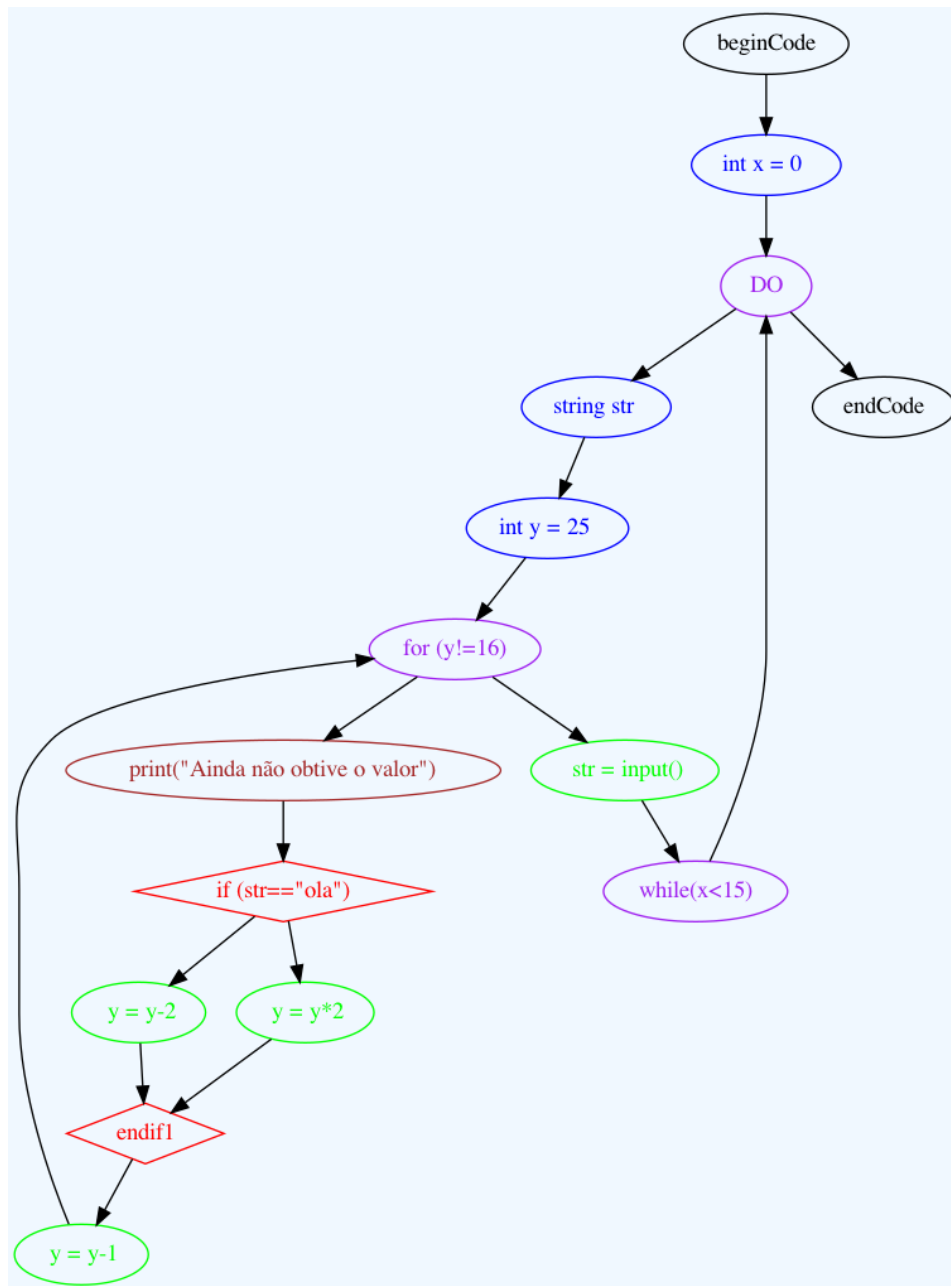 beginCode
int x = 0
DO
string str
endCode
int y = 25
for (y!=16)
print("Ainda não obtive o valor")
str = input()
if (str=="ola")
while(x<15)
y = y-2
y = y*2
endif1
y = y-1